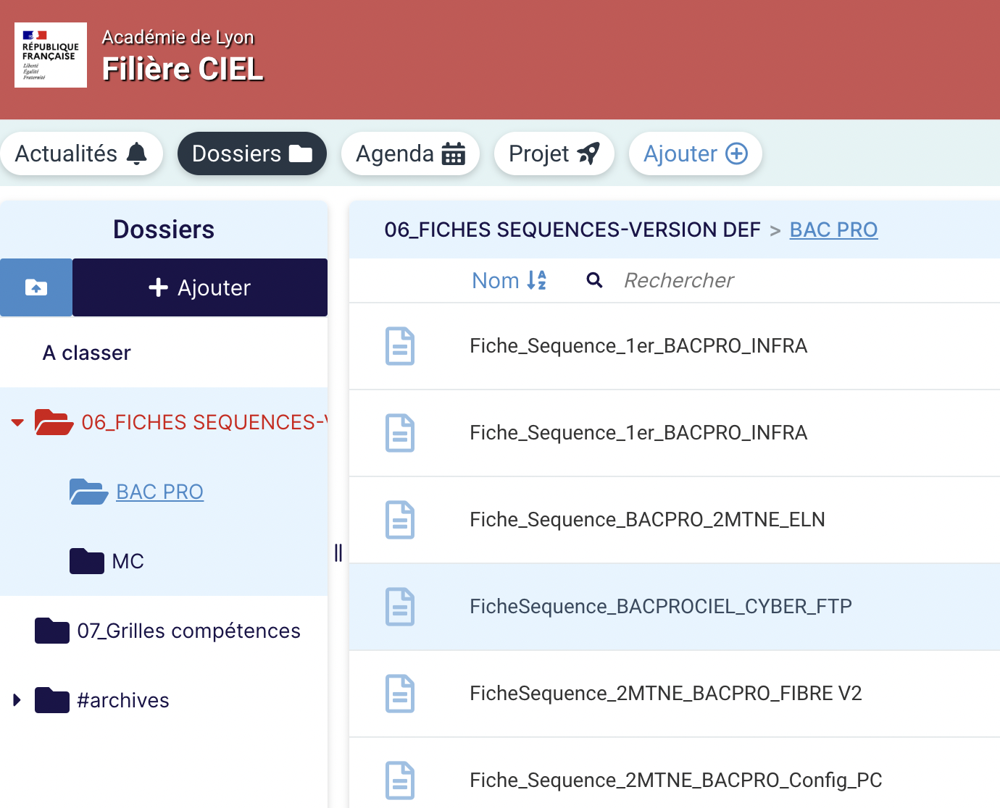 RÉPUBLIQUE
FRANÇAISE
Liberté
Égalité
Fraternité
Académie de Lyon
Filière CIEL
Actualités
Dossiers
Agenda
Projet
Ajouter
Dossiers
Ajouter
A classer
06_FICHES SEQUENCES-V
BAC PRO
MC
07_Grilles compétences
#archives
06_FICHES SEQUENCES-VERSION DEF > BAC PRO
Nom
Rechercher
Fiche_Sequence_1er_BACPRO_INFRA
Fiche_Sequence_1er_BACPRO_INFRA
Fiche_Sequence_BACPRO_2MTNE_ELN
FicheSequence_BACPROCIEL_CYBER_FTP
FicheSequence_2MTNE_BACPRO_FIBRE V2
Fiche_Sequence_2MTNE_BACPRO_Config_PC